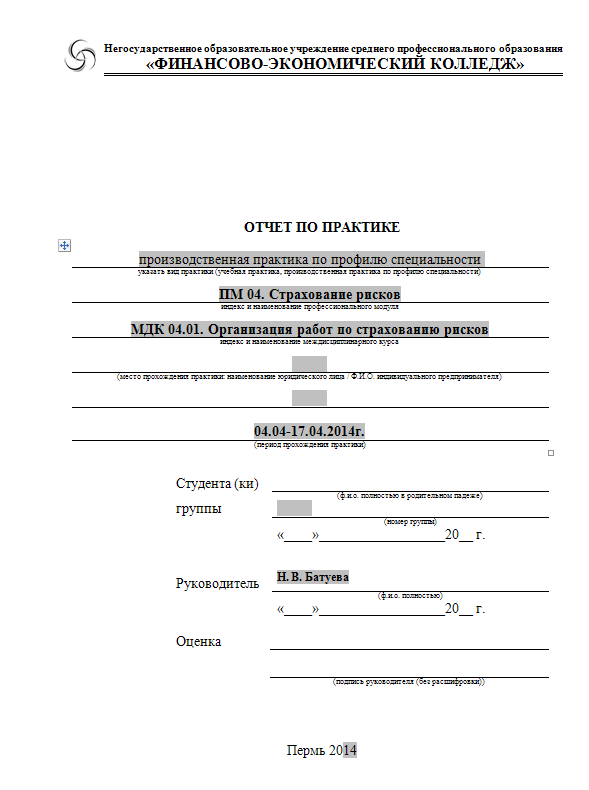 Негосударственное образовательное учреждение среднего профессионального образования
«ФИНАНСОВО-ЭКОНОМИЧЕСКИЙ КОЛЛЕДЖ»
ОТЧЕТ ПО ПРАКТИКЕ
производственная практика по профилю специальности
указать вид практики (учебная практика, производственная практика по профилю специальности)
ПМ 04. Страхование рисков
индекс и наименование профессионального модуля
МДК 04.01. Организация работ по страхованию рисков
индекс и наименование междисциплинарного курса
(место прохождения практики: наименование юридического лица / Ф.И.О. индивидуального предпринимателя)
04.04-17.04.2014г.
(период прохождения практики)
Студента (ки)
(ф.и.о. полностью в родительном падеже)
группы
(номер группы)
«____»__________________20__ г.
Руководитель Н. В. Батуева
(ф.и.о. полностью)
«____»__________________20__ г.
Оценка
(подпись руководителя (без расшифровки))
Пермь 2014